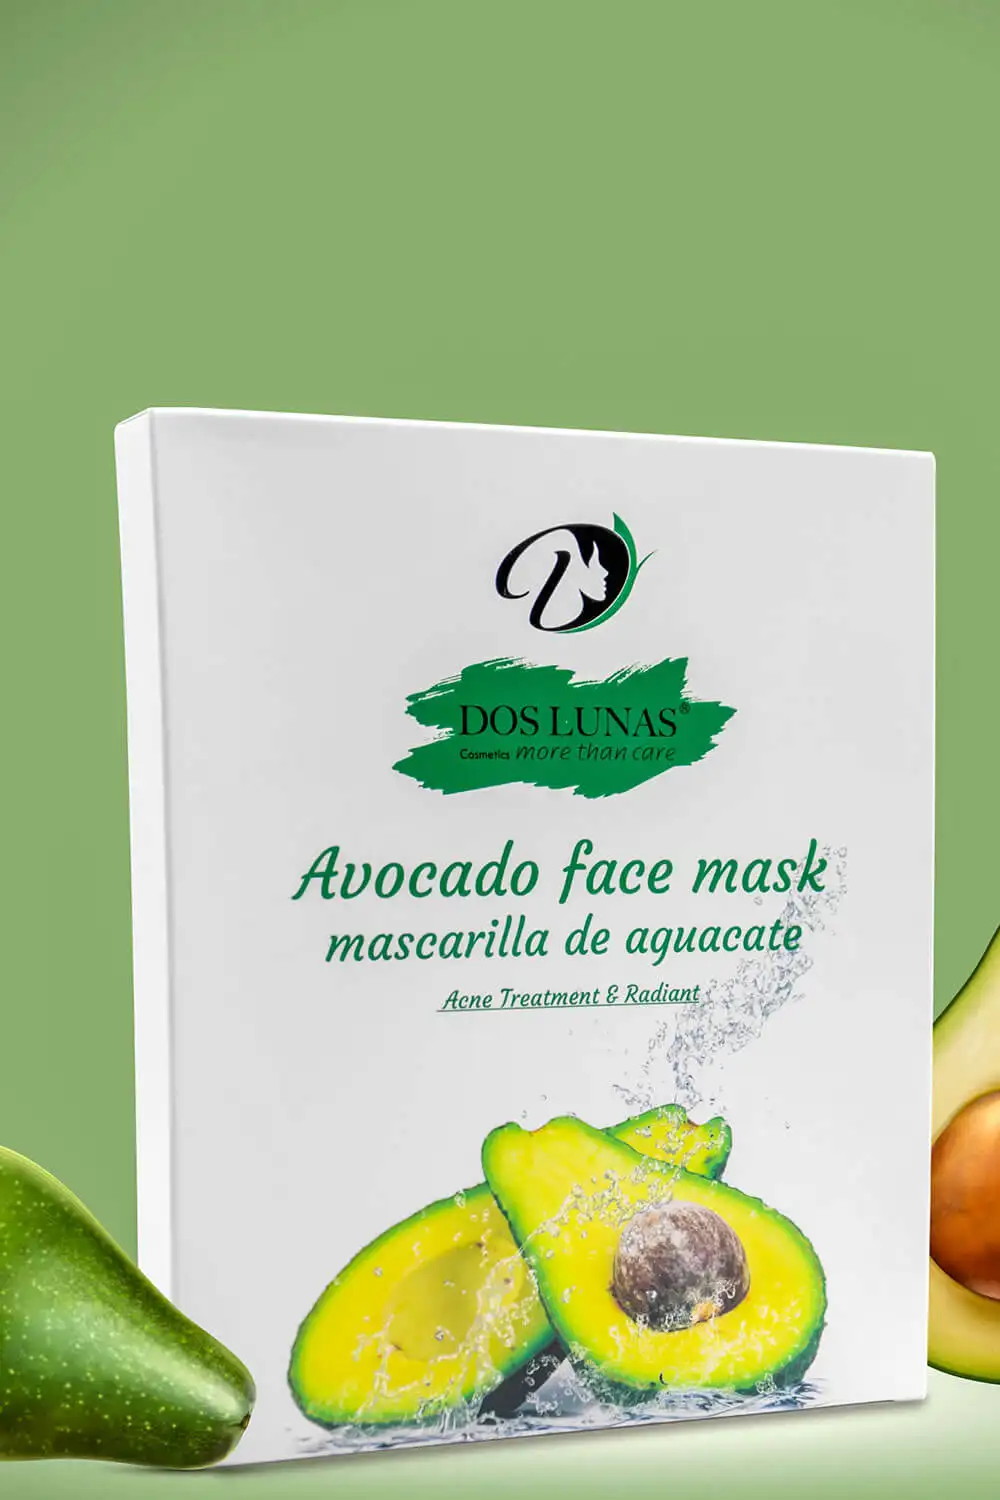 DOS LUNAS®
Cosmetics more than care
Avocado face mask
mascarilla de aguacate
Acne Treatment & Radiant